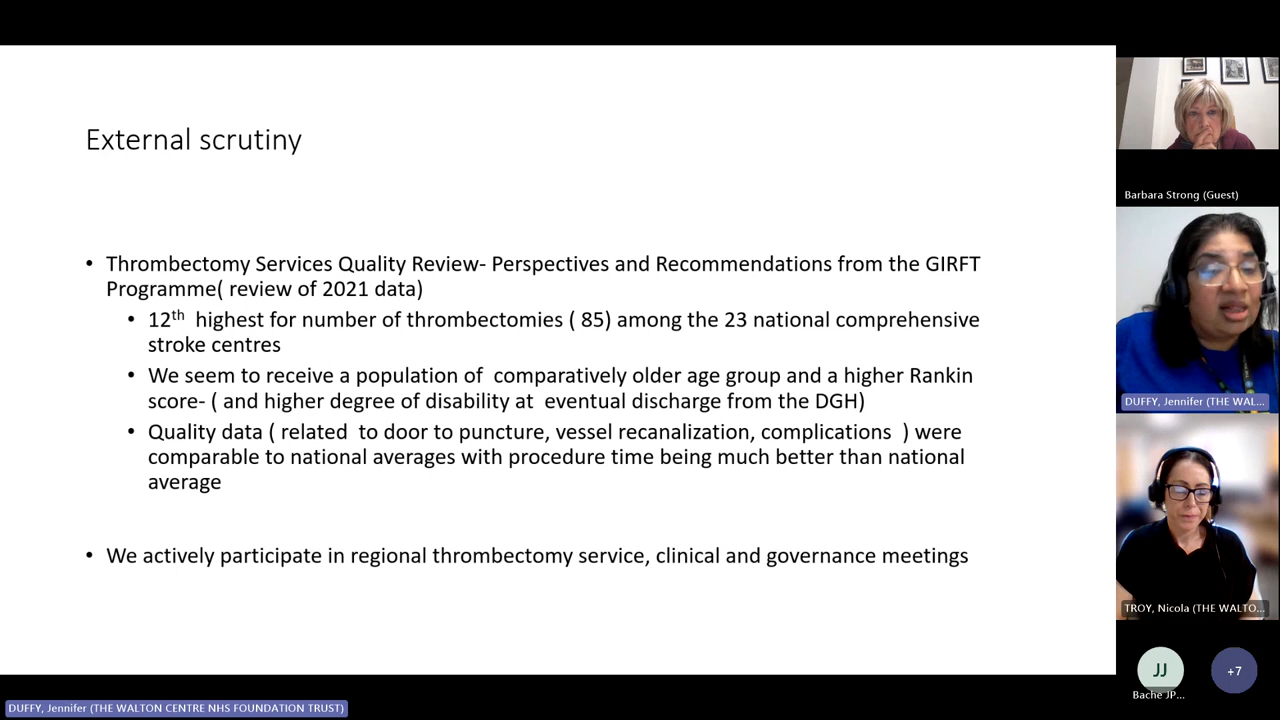 External scrutiny
• Thrombectomy Services Quality Review- Perspectives and Recommendations from the GIRFT
Programme( review of 2021 data)
• 12th highest for number of thrombectomies ( 85) among the 23 national comprehensive
stroke centres
• We seem to receive a population of comparatively older age group and a higher Rankin
score- ( and higher degree of disability at eventual discharge from the DGH)
• Quality data ( related to door to puncture, vessel recanalization, complications ) were
comparable to national averages with procedure time being much better than national
average
• We actively participate in regional thrombectomy service, clinical and governance meetings
Barbara Strong (Guest)
DUFFY, Jennifer (THE WAL...
TROY, Nicola (THE WALTO...
JJ
+7
Bache JP...
DUFFY, Jennifer (THE WALTON CENTRE NHS FOUNDATION TRUST)